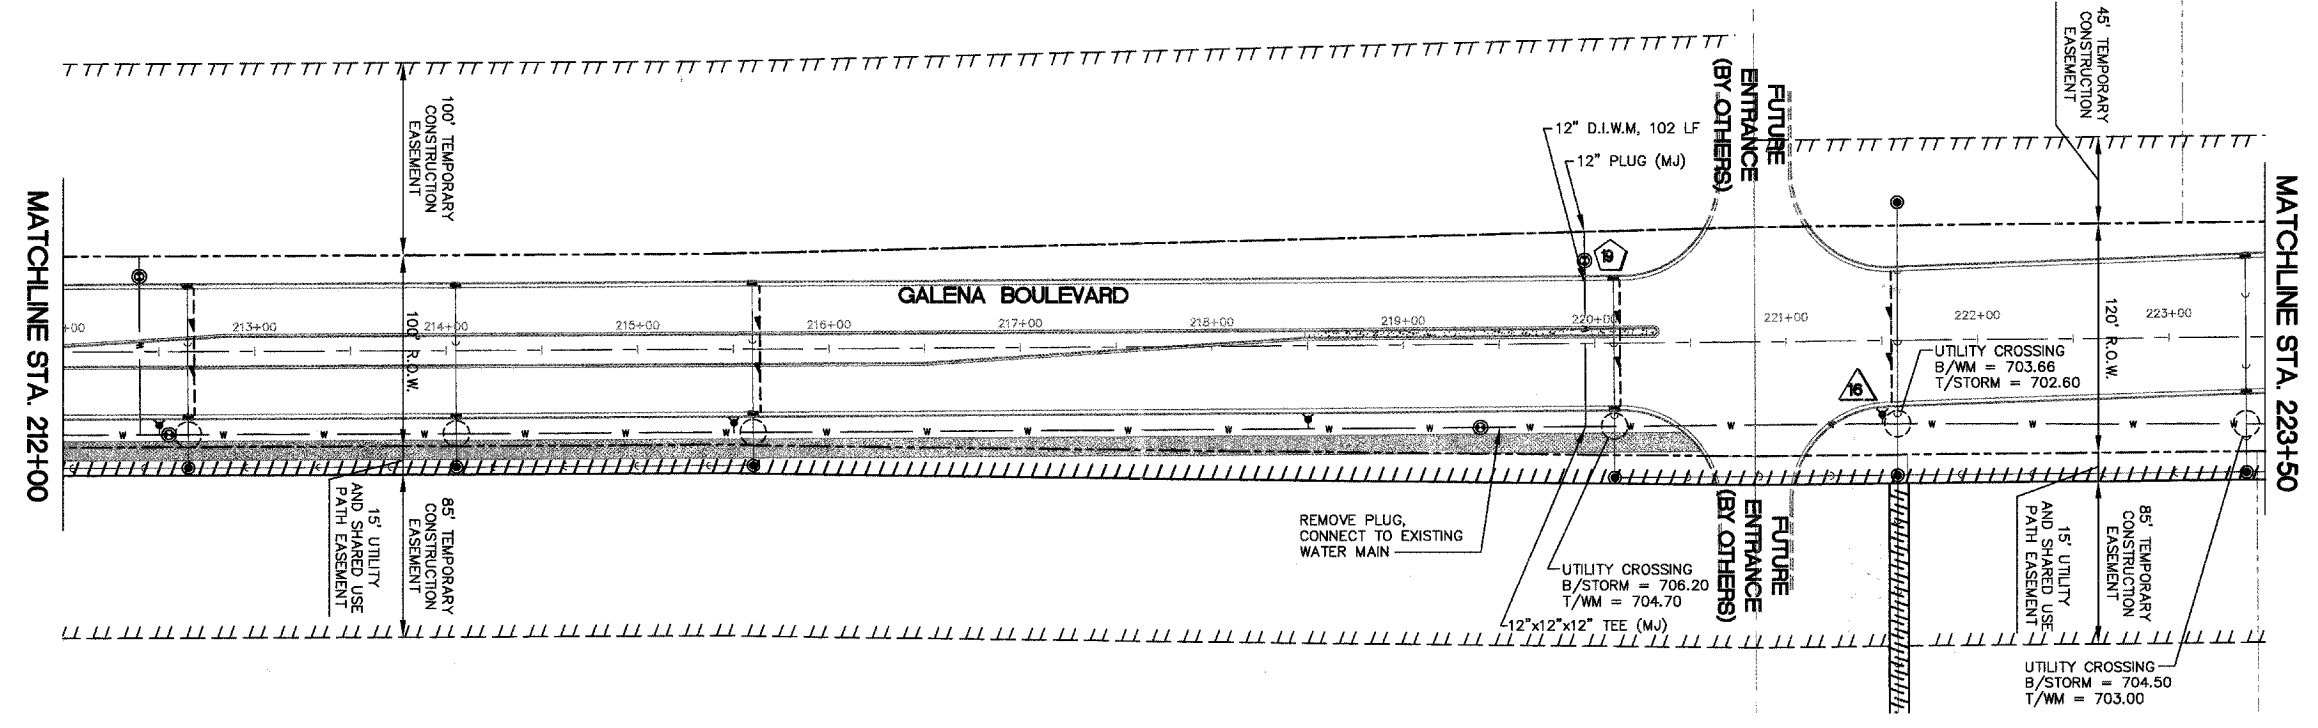 MATCHLINE STA. 212+00
100' TEMPORARY
CONSTRUCTION
EASEMENT
100' R.O.W.
85' TEMPORARY
CONSTRUCTION
EASEMENT
15' UTILITY
AND SHARED USE
PATH EASEMENT
GALENA BOULEVARD
+00
213+00
214+00
215+00
216+00
217+00
218+00
219+00
220+00
221+00
222+00
223+00
12" D.I.W.M, 102 LF
12" PLUG (MJ)
19
FUTURE
ENTRANCE
(BY OTHERS)
45' TEMPORARY
CONSTRUCTION
EASEMENT
120' R.O.W.
UTILITY CROSSING
B/WM = 703.66
T/STORM = 702.60
16
W W W W W W W W W W W W W W W W W W W W W
REMOVE PLUG,
CONNECT TO EXISTING
WATER MAIN
UTILITY CROSSING
B/STORM = 706.20
T/WM = 704.70
12"x12"x12" TEE (MJ)
FUTURE
ENTRANCE
(BY OTHERS)
85' TEMPORARY
CONSTRUCTION
EASEMENT
15' UTILITY
AND SHARED USE
PATH EASEMENT
UTILITY CROSSING
B/STORM = 704.50
T/WM = 703.00
MATCHLINE STA. 223+50